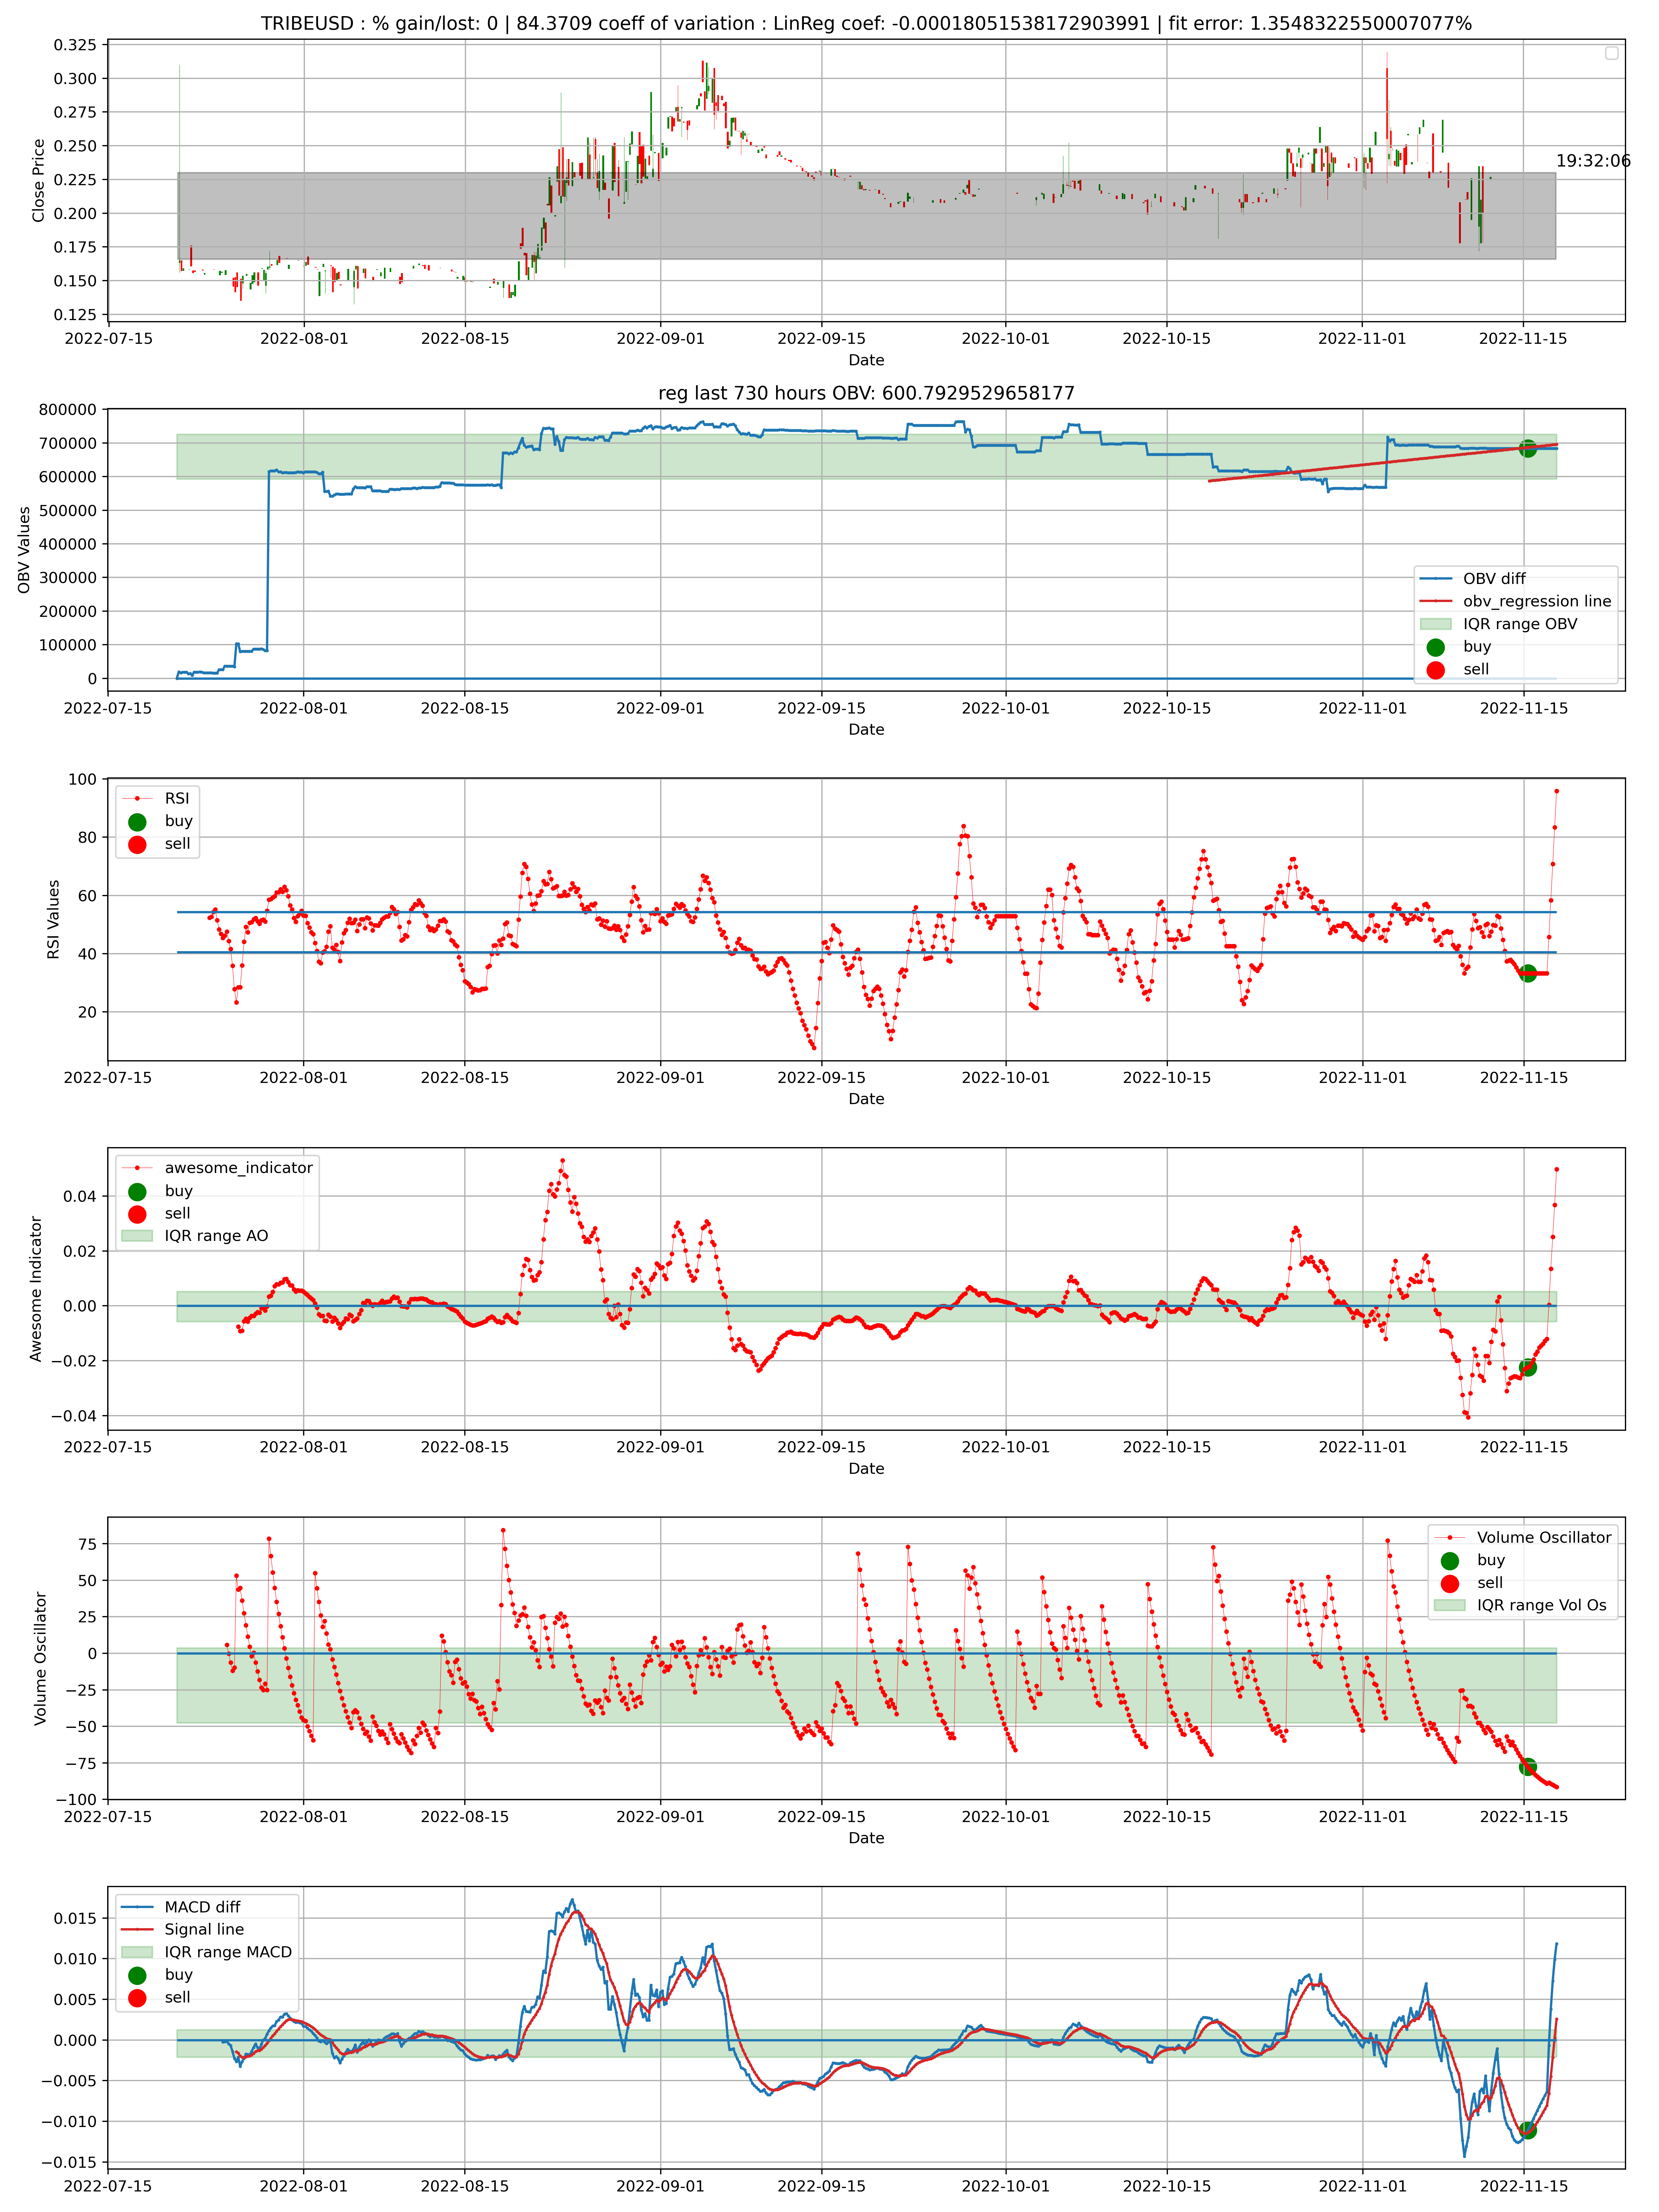 TRIBEUSD : % gain/lost: 0 | 84.3709 coeff of variation : LinReg coef: -0.00018051538172903991 | fit error: 1.3548322550007077%
0.325
0.300
0.275
0.250
0.225
0.200
0.175
0.150
0.125
Close Price
19:32:06
2022-07-15 2022-08-01 2022-08-15 2022-09-01 2022-09-15 2022-10-01 2022-10-15 2022-11-01 2022-11-15
Date
reg last 730 hours OBV: 600.7929529658177
800000
700000
600000
500000
400000
300000
200000
100000
0
OBV Values
OBV diff
obv_regression line
IQR range OBV
buy
sell
2022-07-15 2022-08-01 2022-08-15 2022-09-01 2022-09-15 2022-10-01 2022-10-15 2022-11-01 2022-11-15
Date
100
80
60
40
20
RSI Values
RSI
buy
sell
2022-07-15 2022-08-01 2022-08-15 2022-09-01 2022-09-15 2022-10-01 2022-10-15 2022-11-01 2022-11-15
Date
0.04
0.02
0.00
−0.02
−0.04
Awesome Indicator
awesome_indicator
buy
sell
IQR range AO
2022-07-15 2022-08-01 2022-08-15 2022-09-01 2022-09-15 2022-10-01 2022-10-15 2022-11-01 2022-11-15
Date
75
50
25
0
−25
−50
−75
−100
Volume Oscillator
Volume Oscillator
buy
sell
IQR range Vol Os
2022-07-15 2022-08-01 2022-08-15 2022-09-01 2022-09-15 2022-10-01 2022-10-15 2022-11-01 2022-11-15
Date
0.015
0.010
0.005
0.000
−0.005
−0.010
−0.015
MACD diff
Signal line
IQR range MACD
buy
sell
2022-07-15 2022-08-01 2022-08-15 2022-09-01 2022-09-15 2022-10-01 2022-10-15 2022-11-01 2022-11-15